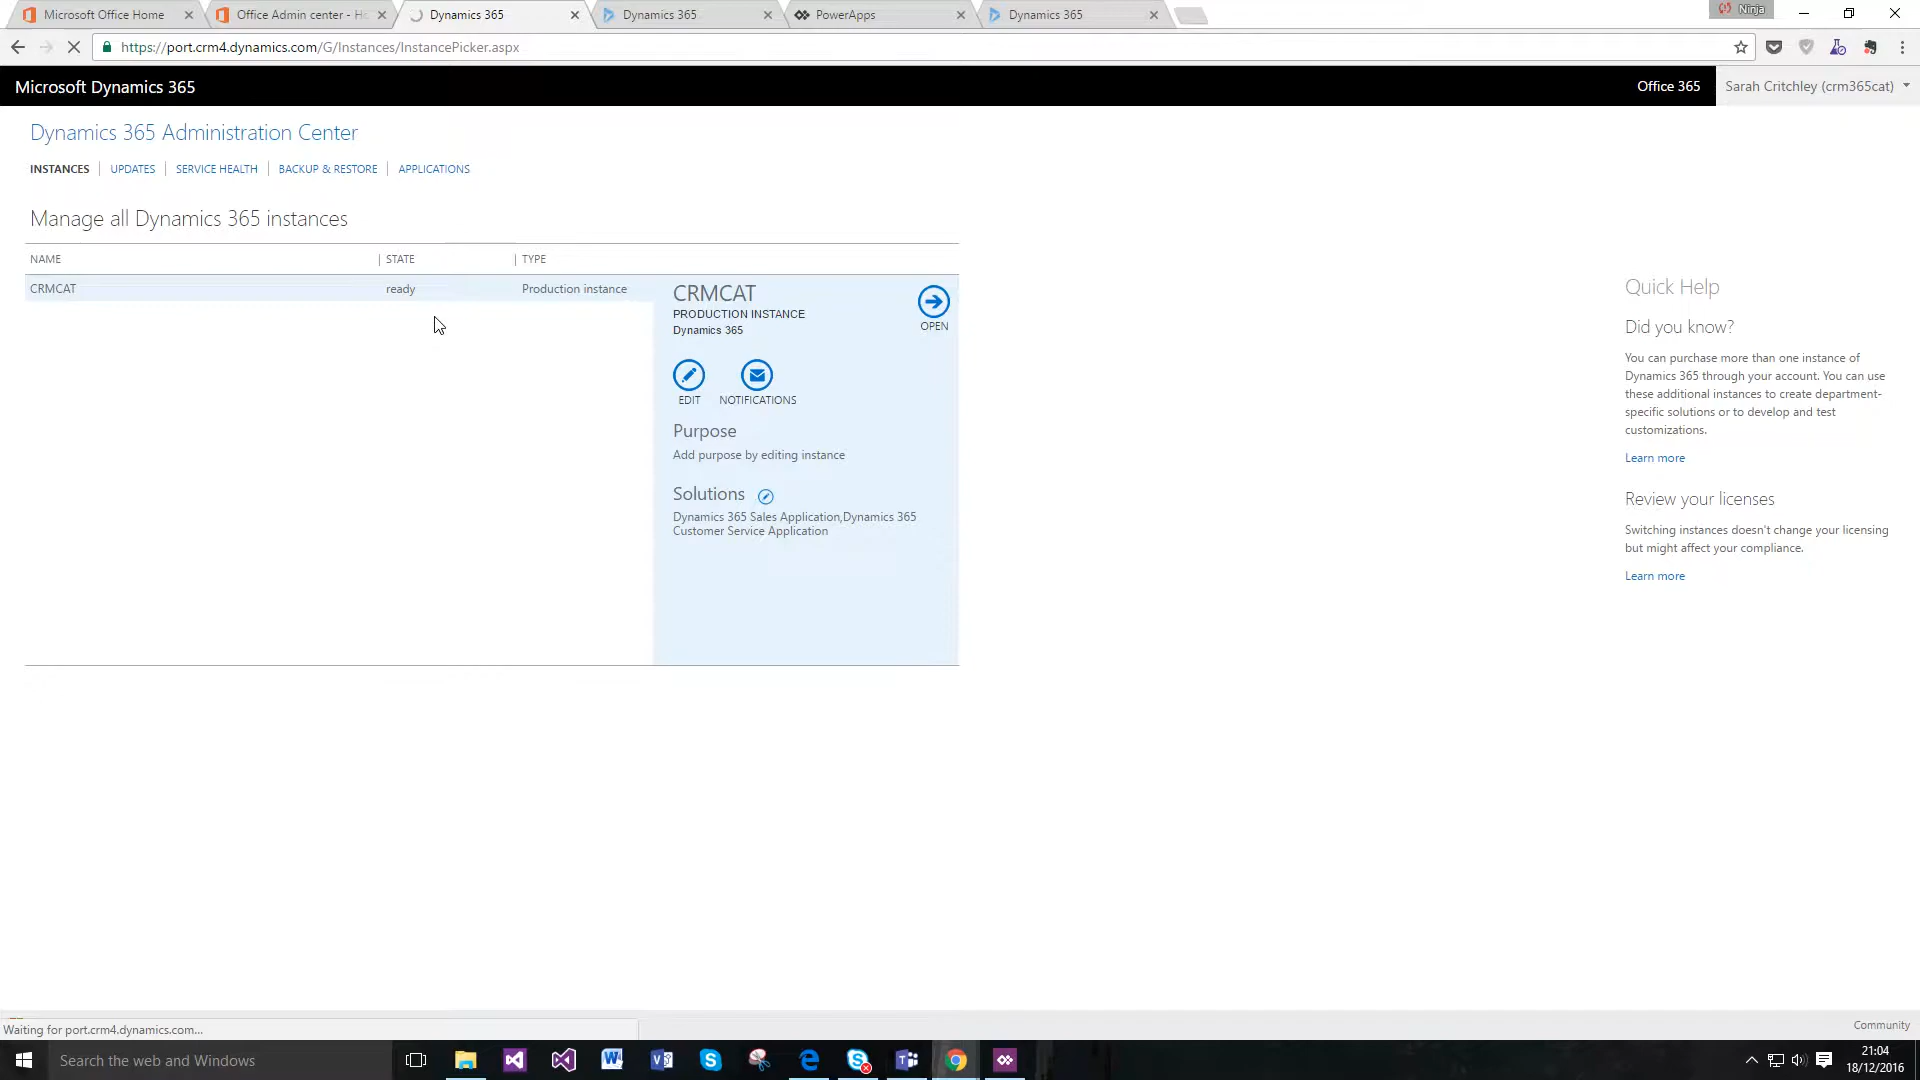 Microsoft Office Home
Office Admin center - Ho
Dynamics 365
Dynamics 365
PowerApps
Dynamics 365
Ninja
https://port.crm4.dynamics.com/G/Instances/InstancePicker.aspx
Microsoft Dynamics 365
Office 365
Sarah Critchley (crm365cat)
Dynamics 365 Administration Center
INSTANCES
UPDATES
SERVICE HEALTH
BACKUP & RESTORE
APPLICATIONS
Manage all Dynamics 365 instances
NAME
STATE
TYPE
CRMCAT
ready
Production instance
CRMCAT
PRODUCTION INSTANCE
Dynamics 365
OPEN
EDIT
NOTIFICATIONS
Purpose
Add purpose by editing instance
Solutions
Dynamics 365 Sales Application,Dynamics 365
Customer Service Application
Quick Help
Did you know?
You can purchase more than one instance of
Dynamics 365 through your account. You can use
these additional instances to create department-
specific solutions or to develop and test
customizations.
Learn more
Review your licenses
Switching instances doesn't change your licensing
but might affect your compliance.
Learn more
Waiting for port.crm4.dynamics.com...
Community
Search the web and Windows
21:04
18/12/2016